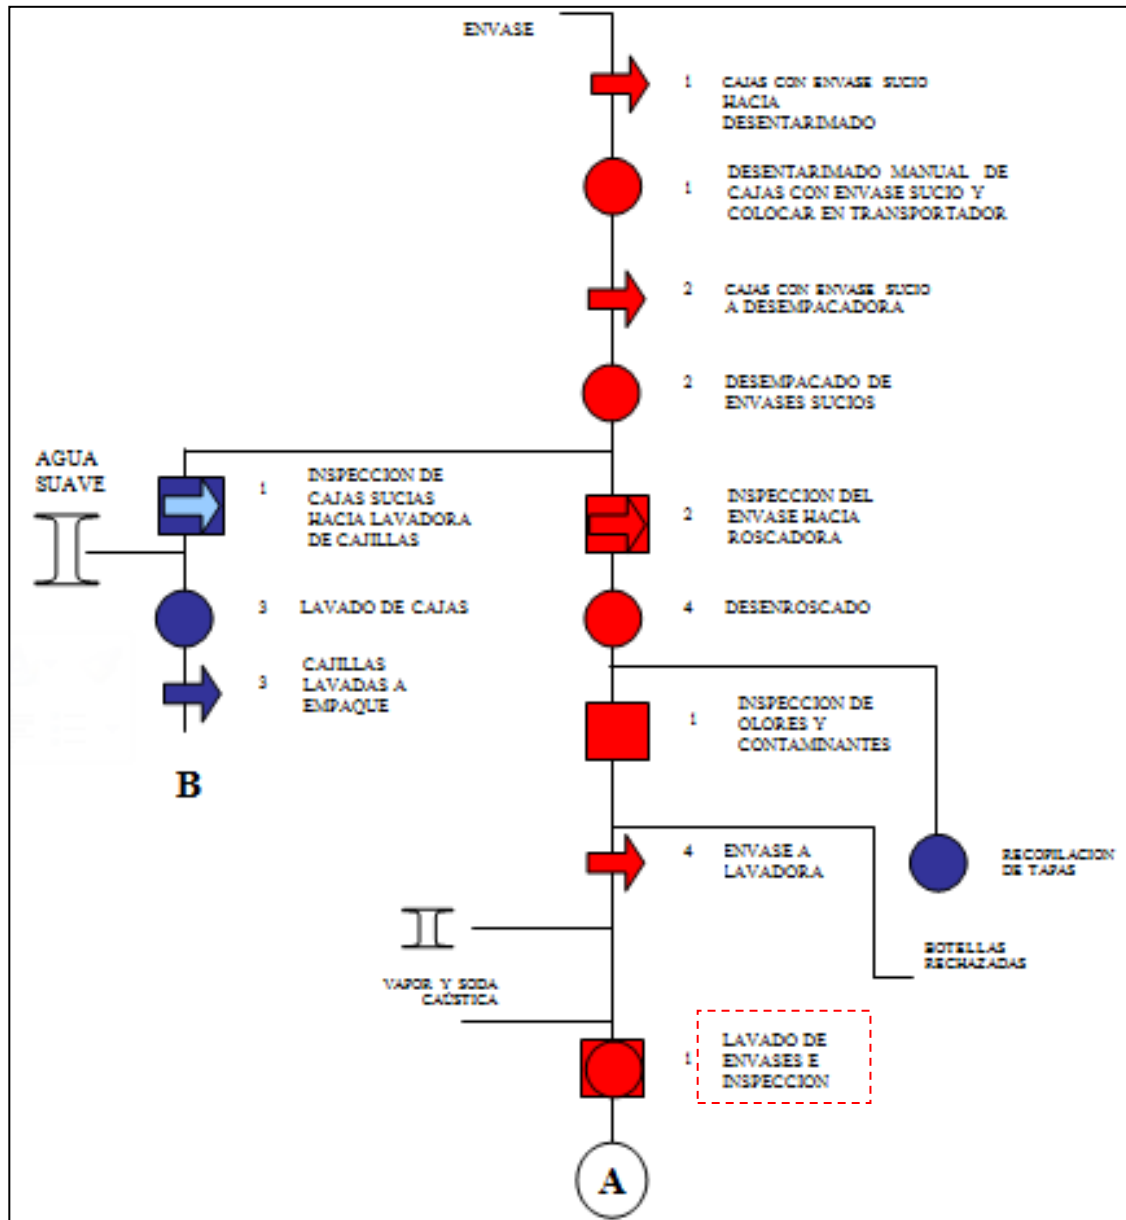 ENVASE
1 CAJAS CON ENVASE SUCIO
HACIA
DESENTARIMADO
1 DESENTARIMADO MANUAL DE
CAJAS CON ENVASE SUCIO Y
COLOCAR EN TRANSPORTADOR
2 CAJAS CON ENVASE SUCIO
A DESEMPACADORA
2 DESEMPACADO DE
ENVASES SUCIOS
AGUA
SUAVE
1 INSPECCION DE
CAJAS SUCIAS
HACIA LAVADORA
DE CAJILLAS
2 INSPECCION DEL
ENVASE HACIA
ROSCADORA
3 LAVADO DE CAJAS
4 DESENROSCADO
3 CAJILLAS
LAVADAS A
EMPAQUE
B
1 INSPECCION DE
OLORES Y
CONTAMINANTES
4 ENVASE A
LAVADORA
RECOPILACION
DE TAPAS
BOTELLAS
RECHAZADAS
VAPOR Y SODA
CAÚSTICA
1 LAVADO DE
ENVASES E
INSPECCION
A